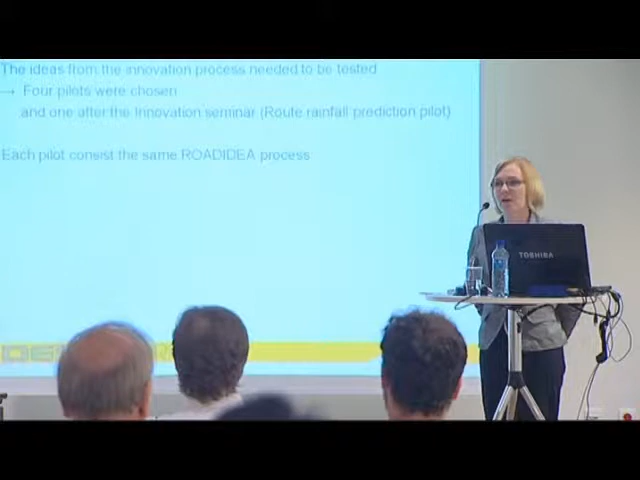 The ideas from the innovation process needed to be tested
→ Four pilots were chosen
and one after the Innovation seminar (Route rainfall prediction pilot)
Each pilot consist the same ROADIDEA process
TOSHIBA